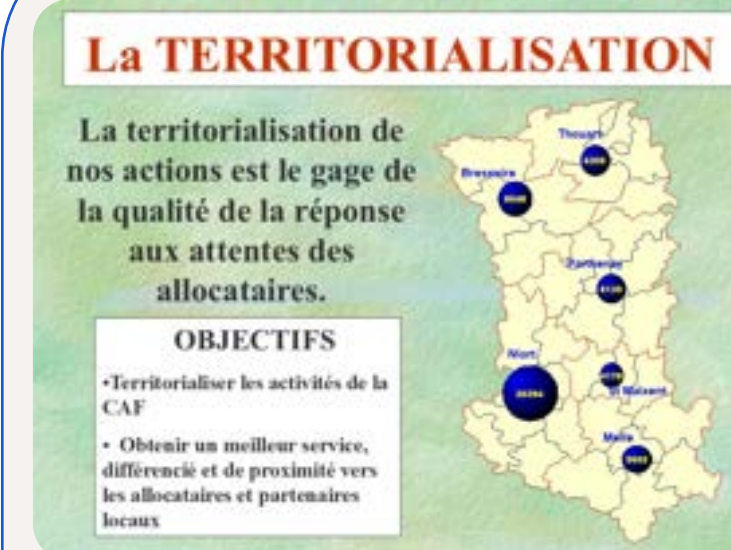 La TERRITORIALISATION
La territorialisation de
nos actions est le gage de
la qualité de la réponse
aux attentes des
allocataires.
OBJECTIFS
•Territorialiser les activités de la
CAF
• Obtenir un meilleur service,
différencié et de proximité vers
les allocataires et partenaires
locaux
Thouars
Bressuire
Parthenay
Niort
St Maixent
Melle